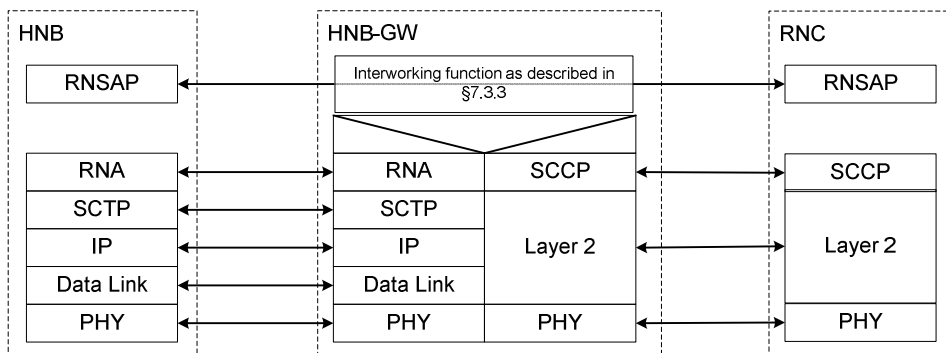 HNB
HNB-GW
RNC
RNSAP
Interworking function as described in
§7.3.3
RNSAP
RNA
RNA
SCCP
SCCP
SCTP
SCTP
IP
IP
Layer 2
Layer 2
Data Link
Data Link
PHY
PHY
PHY
PHY